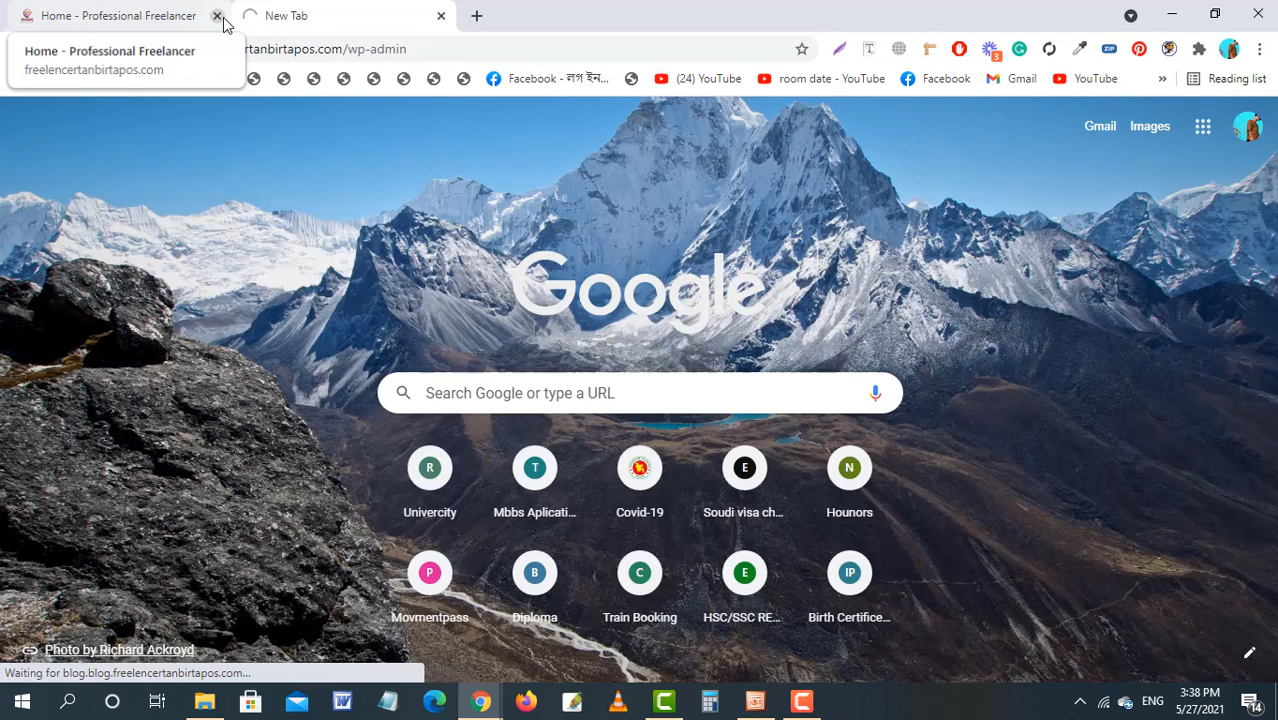 Home - Professional Freelancer
New Tab
Home - Professional Freelancer
freelencertanbirtapos.com
rtanbirtapos.com/wp-admin
T
ZIP
3
Facebook - লগ ইন...
(24) YouTube
room date - YouTube
Facebook
Gmail
YouTube
»
Reading list
Gmail
Images
Google
Search Google or type a URL
R
T
E
N
Univercity
Mbbs Aplicati...
Covid-19
Soudi visa ch...
Hounors
P
B
C
E
IP
Movmentpass
Diploma
Train Booking
HSC/SSC RE...
Birth Certifice...
Photo by Richard Ackroyd
Waiting for blog.blog.freelencertanbirtapos.com...
ENG
3:38 PM
5/27/2021
14